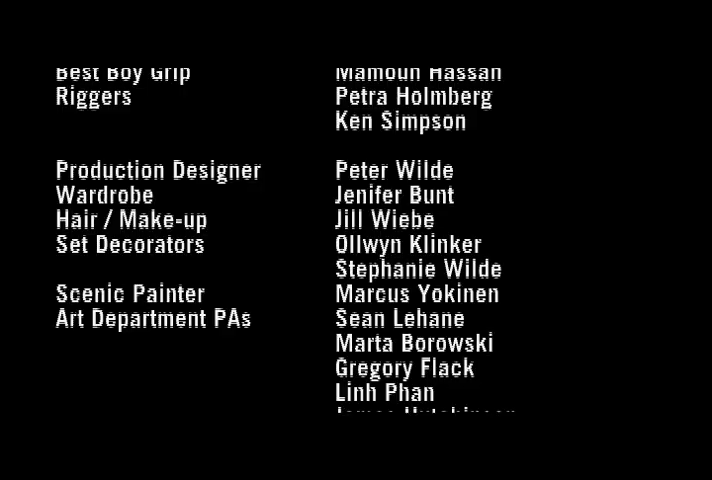 Best Boy Grip Mamoun Hassan
Riggers Petra Holmberg
Ken Simpson
Production Designer Peter Wilde
Wardrobe Jenifer Bunt
Hair / Make-up Jill Wiebe
Set Decorators Ollwyn Klinker
Stephanie Wilde
Scenic Painter Marcus Yokinen
Art Department PAs Sean Lehane
Marta Borowski
Gregory Flack
Linh Phan